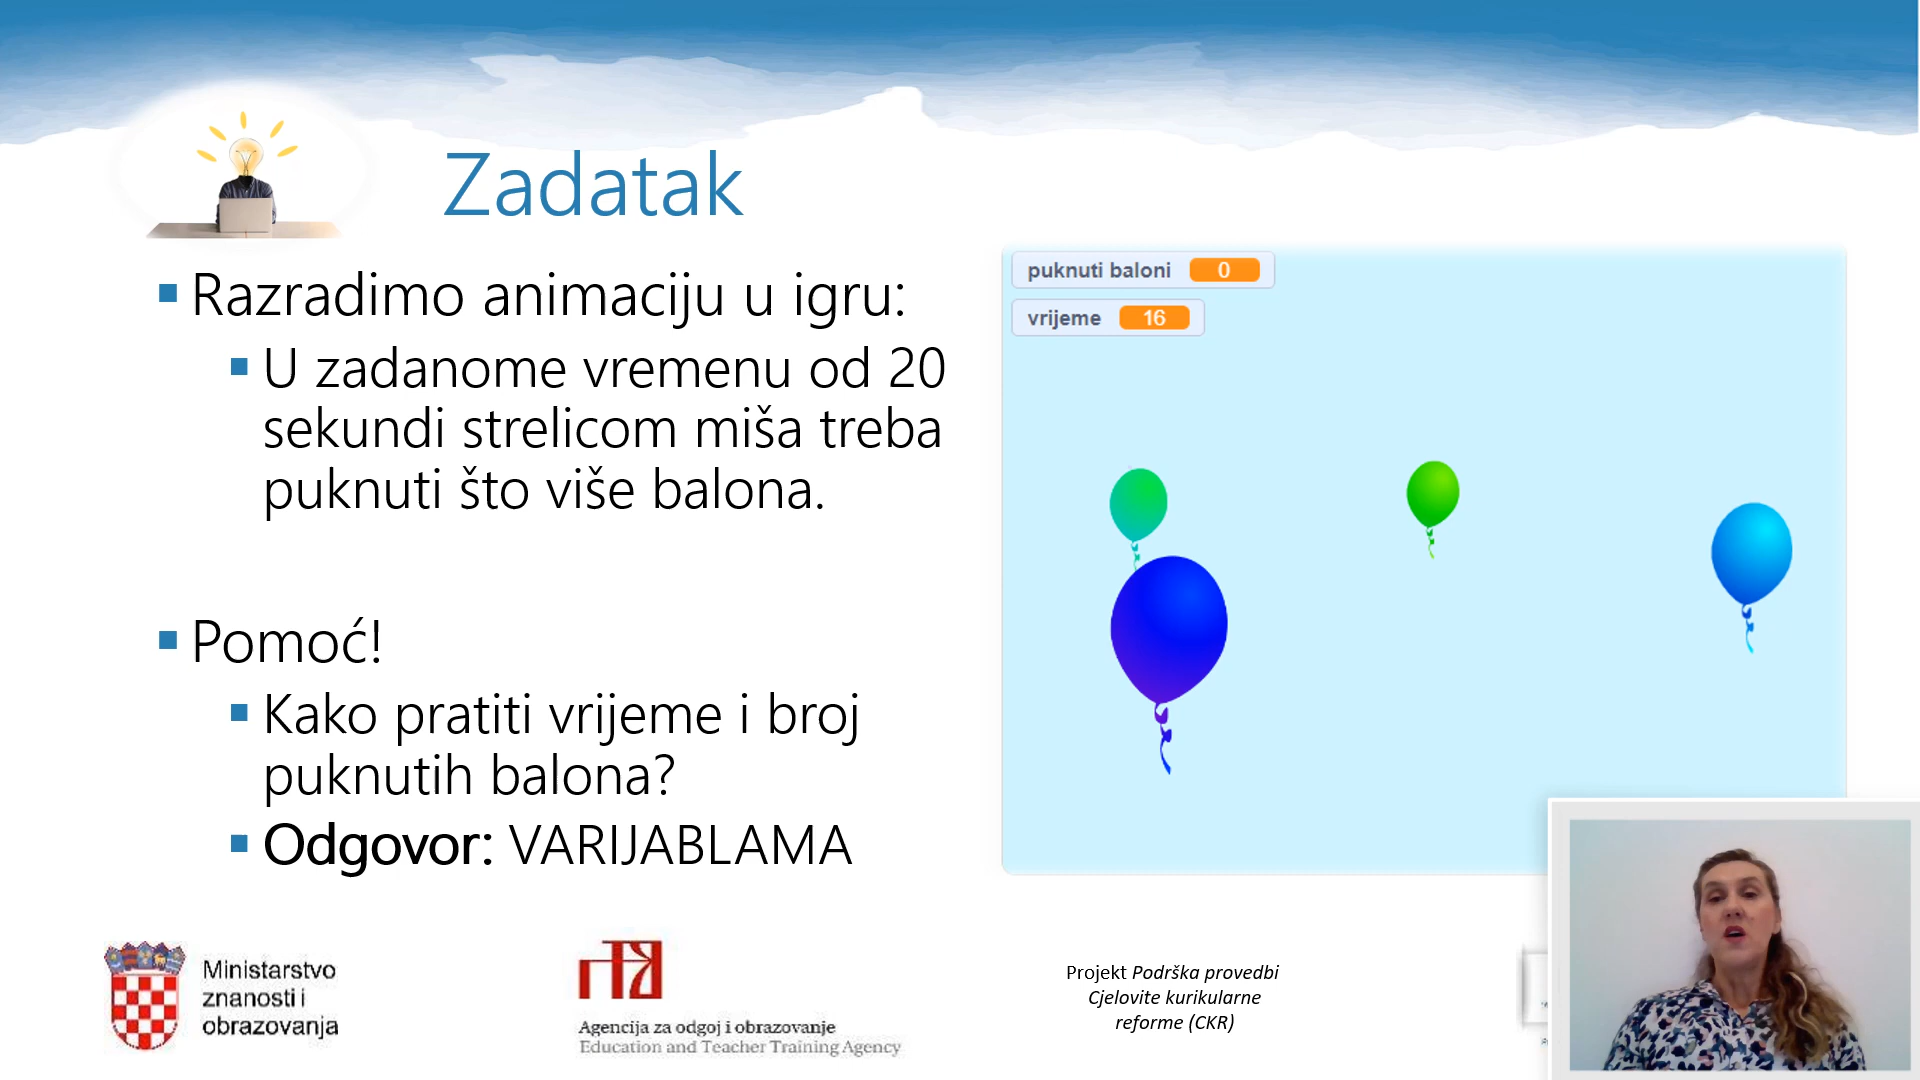 Zadatak
Razradimo animaciju u igru:
U zadanome vremenu od 20
sekundi strelicom miša treba
puknuti što više balona.
Pomoć!
Kako pratiti vrijeme i broj
puknutih balona?
Odgovor: VARIJABLAMA
puknuti baloni 0
vrijeme 16
Ministarstvo
znanosti i
obrazovanja
Agencija za odgoj i obrazovanje
Education and Teacher Training Agency
Projekt Podrška provedbi
Cjelovite kurikularne
reforme (CKR)